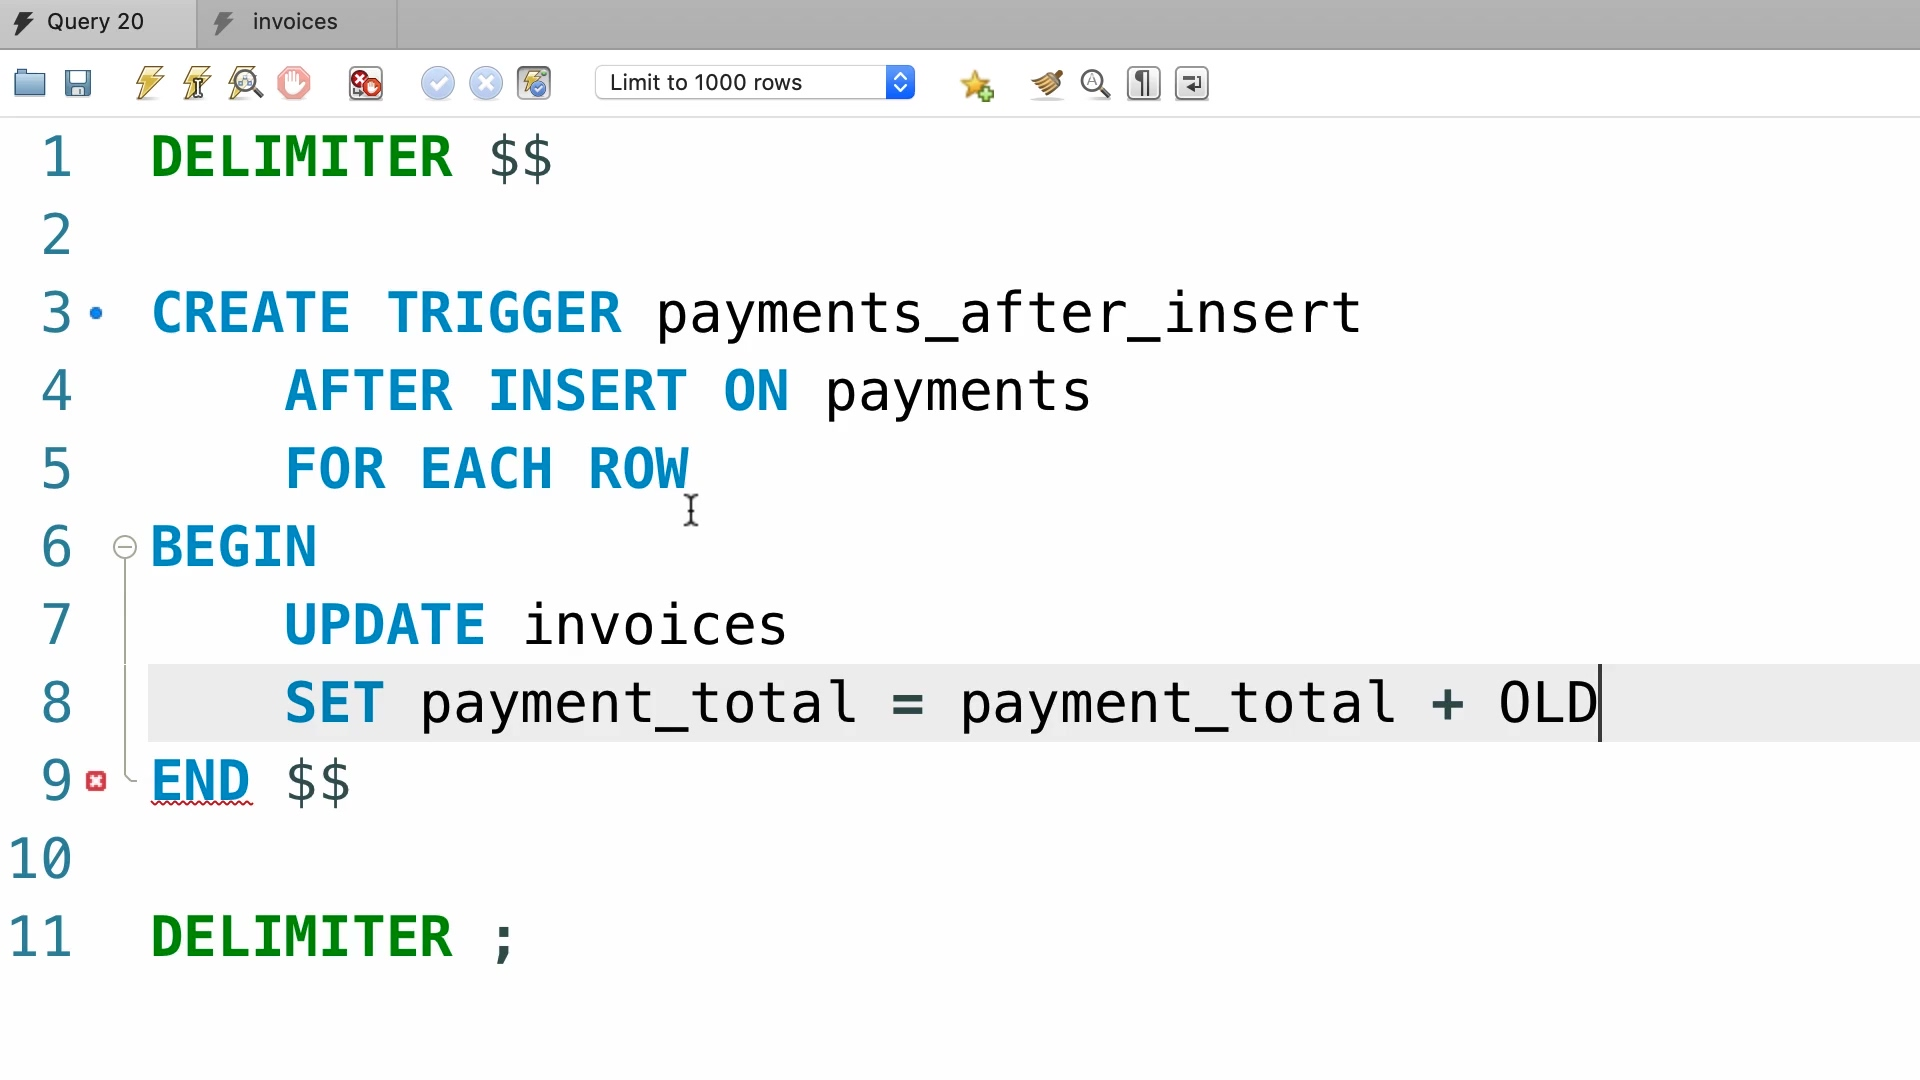 Query 20 invoices
Limit to 1000 rows
1 DELIMITER $$
2
3 CREATE TRIGGER payments_after_insert
4 AFTER INSERT ON payments
5 FOR EACH ROW
6 BEGIN
7 UPDATE invoices
8 SET payment_total = payment_total + OLD
9 END $$
10
11 DELIMITER ;